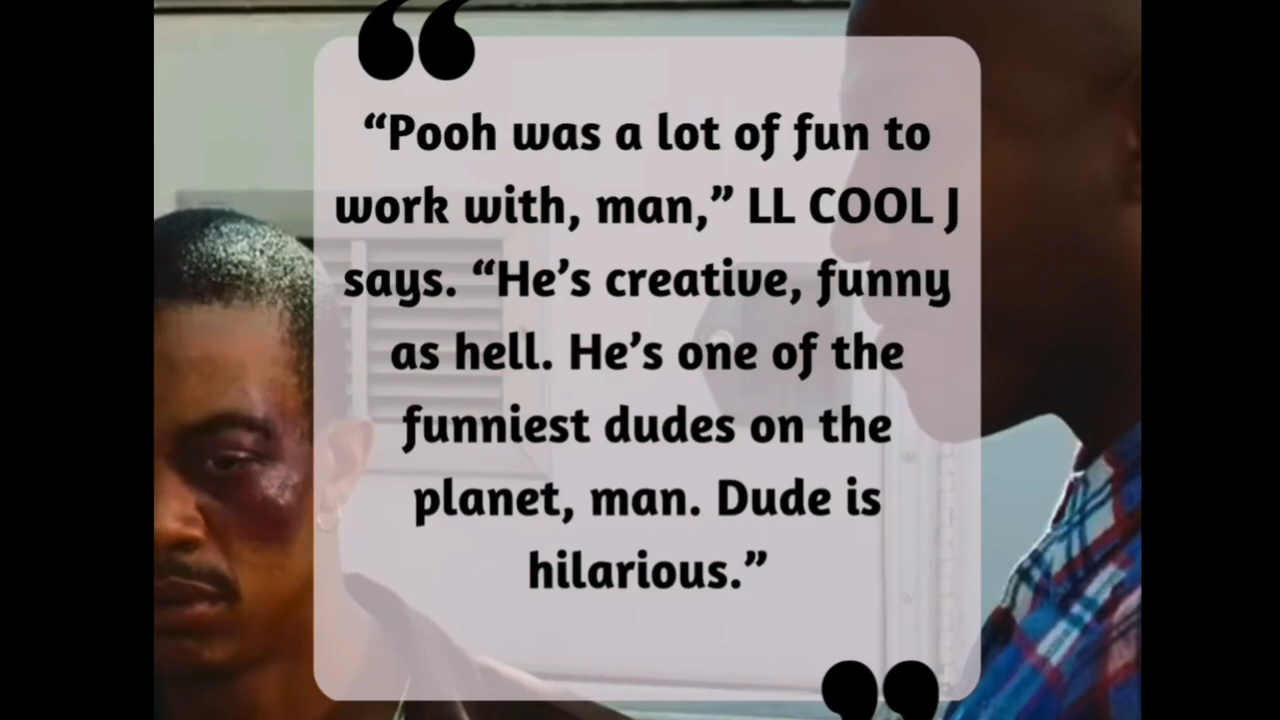 “Pooh was a lot of fun to
work with, man,” LL COOL J
says. “He’s creative, funny
as hell. He’s one of the
funniest dudes on the
planet, man. Dude is
hilarious.”